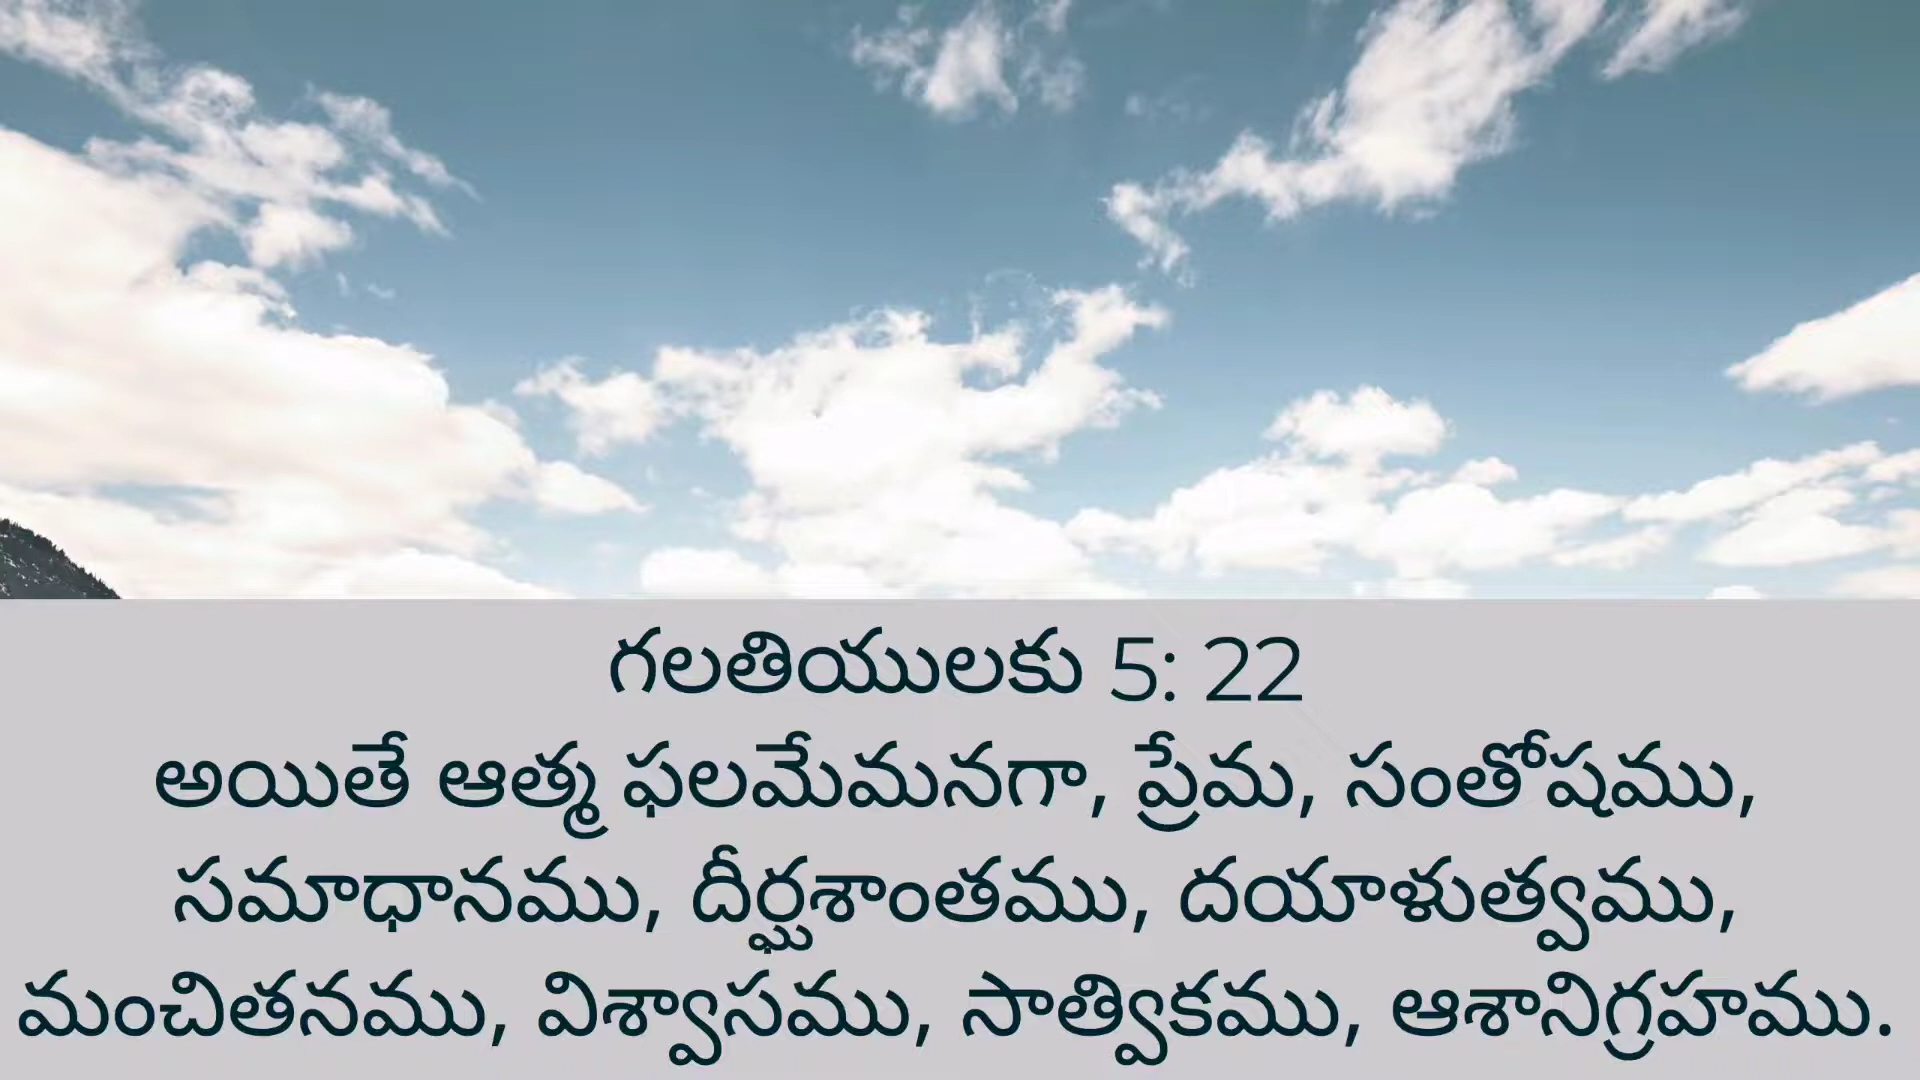 గలతియులకు 5: 22
అయితే ఆత్మ ఫలమేమనగా, ప్రేమ, సంతోషము,
సమాధానము, దీర్ఘశాంతము, దయాళుత్వము,
మంచితనము, విశ్వాసము, సాత్వికము, ఆశానిగ్రహము.